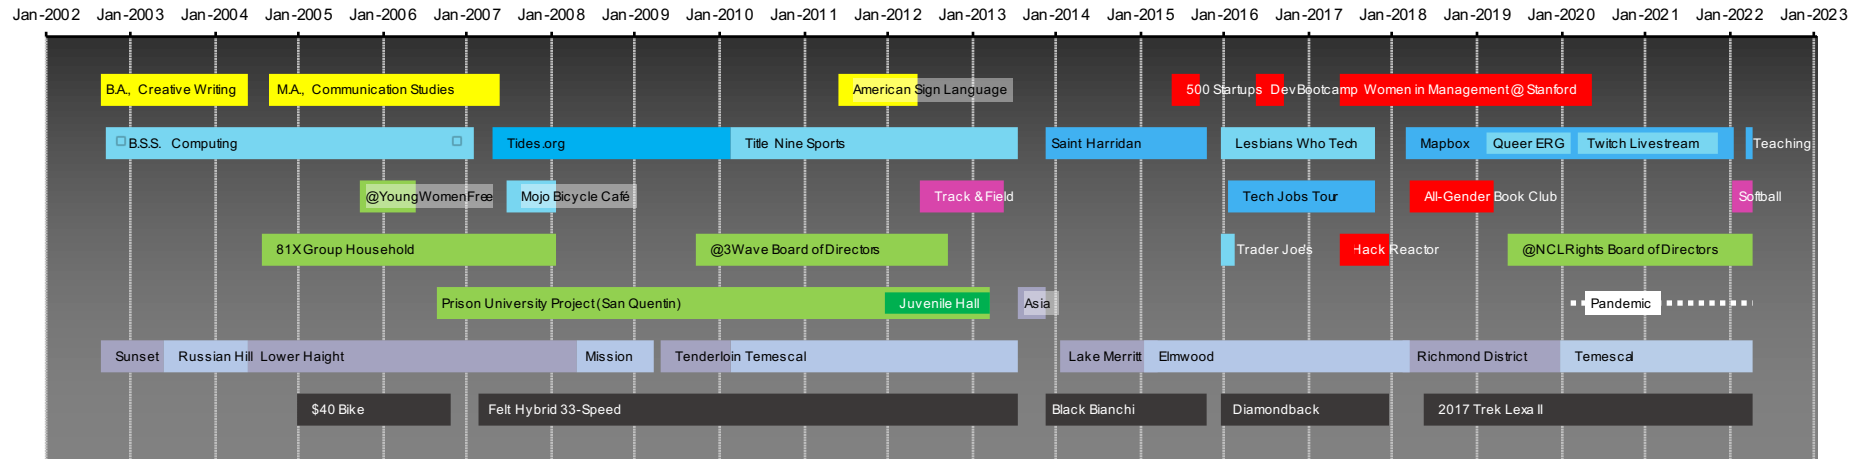 Jan-2002 Jan-2003 Jan-2004 Jan-2005 Jan-2006 Jan-2007 Jan-2008 Jan-2009 Jan-2010 Jan-2011 Jan-2012 Jan-2013 Jan-2014 Jan-2015 Jan-2016 Jan-2017 Jan-2018 Jan-2019 Jan-2020 Jan-2021 Jan-2022 Jan-2023
B.A., Creative Writing M.A., Communication Studies American Sign Language 500 Startups DevBootcamp Women in Management @ Stanford
B.S.S. Computing Tides.org Title Nine Sports Saint Harridan Lesbians Who Tech Mapbox Queer ERG Twitch Livestream Teaching
@YoungWomenFree Mojo Bicycle Café Track & Field Tech Jobs Tour All-Gender Book Club Softball
81X Group Household @3Wave Board of Directors Trader Joe's Hack Reactor @NCLRights Board of Directors
Prison University Project (San Quentin) Juvenile Hall Asia Pandemic
Sunset Russian Hill Lower Haight Mission Tenderloin Temescal Lake Merritt Elmwood Richmond District Temescal
$40 Bike Felt Hybrid 33-Speed Black Bianchi Diamondback 2017 Trek Lexa II